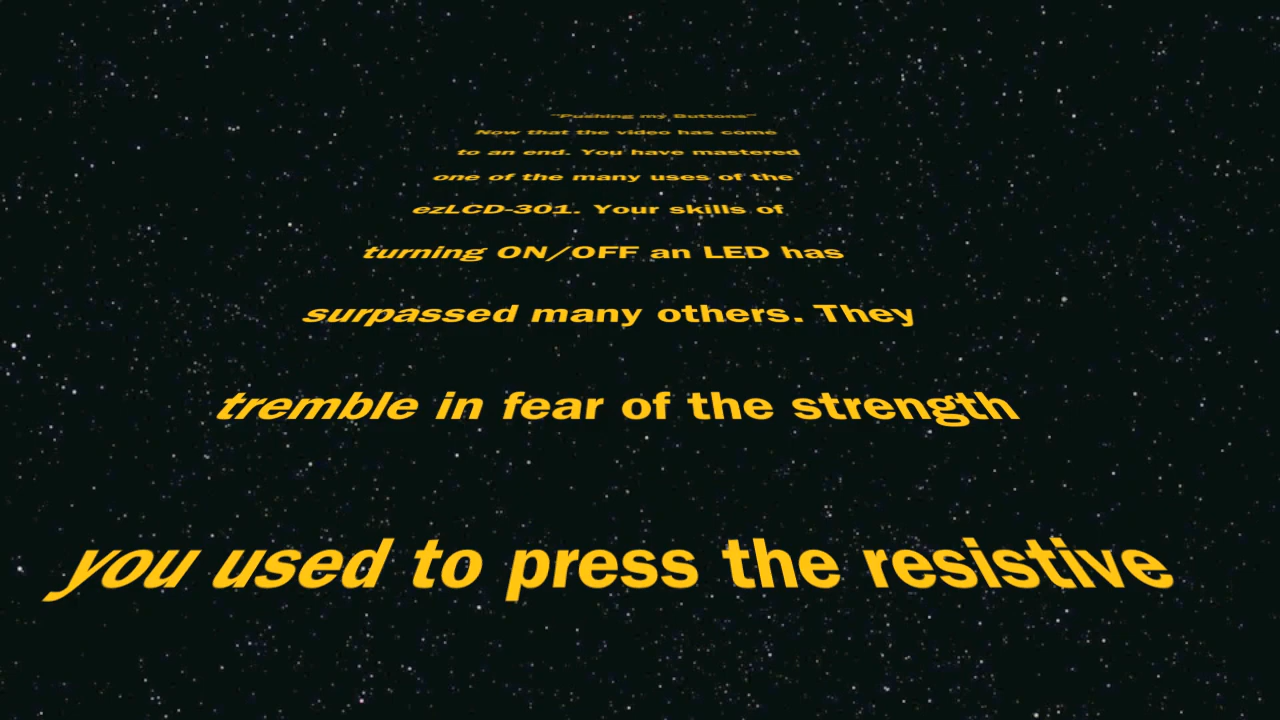 "Pushing my Buttons"
Now that the video has come
to an end. You have mastered
one of the many uses of the
ezLCD-301. Your skills of
turning ON/OFF an LED has
surpassed many others. They
tremble in fear of the strength
you used to press the resistive